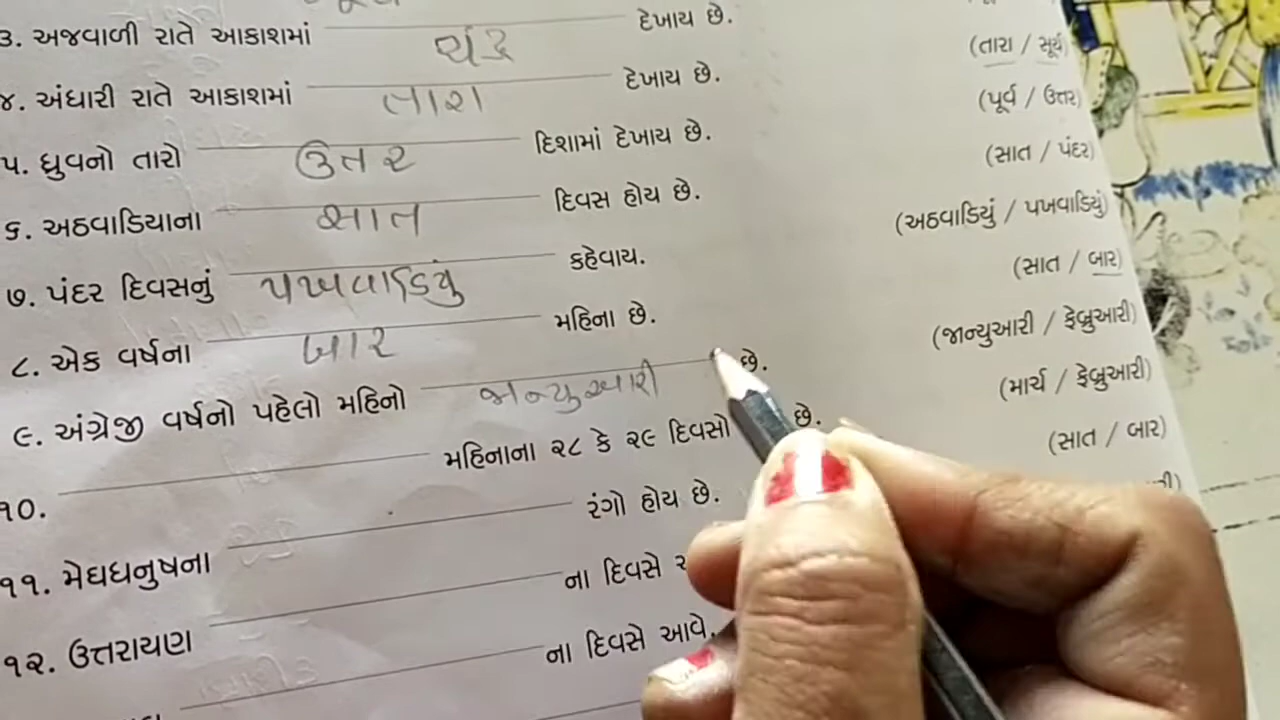 ૩. અજવાળી રાતે આકાશમાં ચંદ્ર દેખાય છે.
૪. અંધારી રાતે આકાશમાં તારા દેખાય છે. (તારા / સૂર્ય)
૫. ધ્રુવનો તારો ઉતર દિશામાં દેખાય છે. (પૂર્વ / ઉત્તર)
૬. અઠવાડિયાના સાત દિવસ હોય છે. (સાત / પંદર)
૭. પંદર દિવસનું પખવાડિયું કહેવાય. (અઠવાડિયું / પખવાડિયું)
૮. એક વર્ષના બાર મહિના છે. (સાત / બાર)
૯. અંગ્રેજી વર્ષનો પહેલો મહિનો જાન્યુઆરી છે. (જાન્યુઆરી / ફેબ્રુઆરી)
૧૦. મહિનાના ૨૮ કે ૨૯ દિવસો છે. (માર્ચ / ફેબ્રુઆરી)
૧૧. મેઘધનુષના રંગો હોય છે. (સાત / બાર)
૧૨. ઉત્તરાયણ ના દિવસે
ના દિવસે આવે.